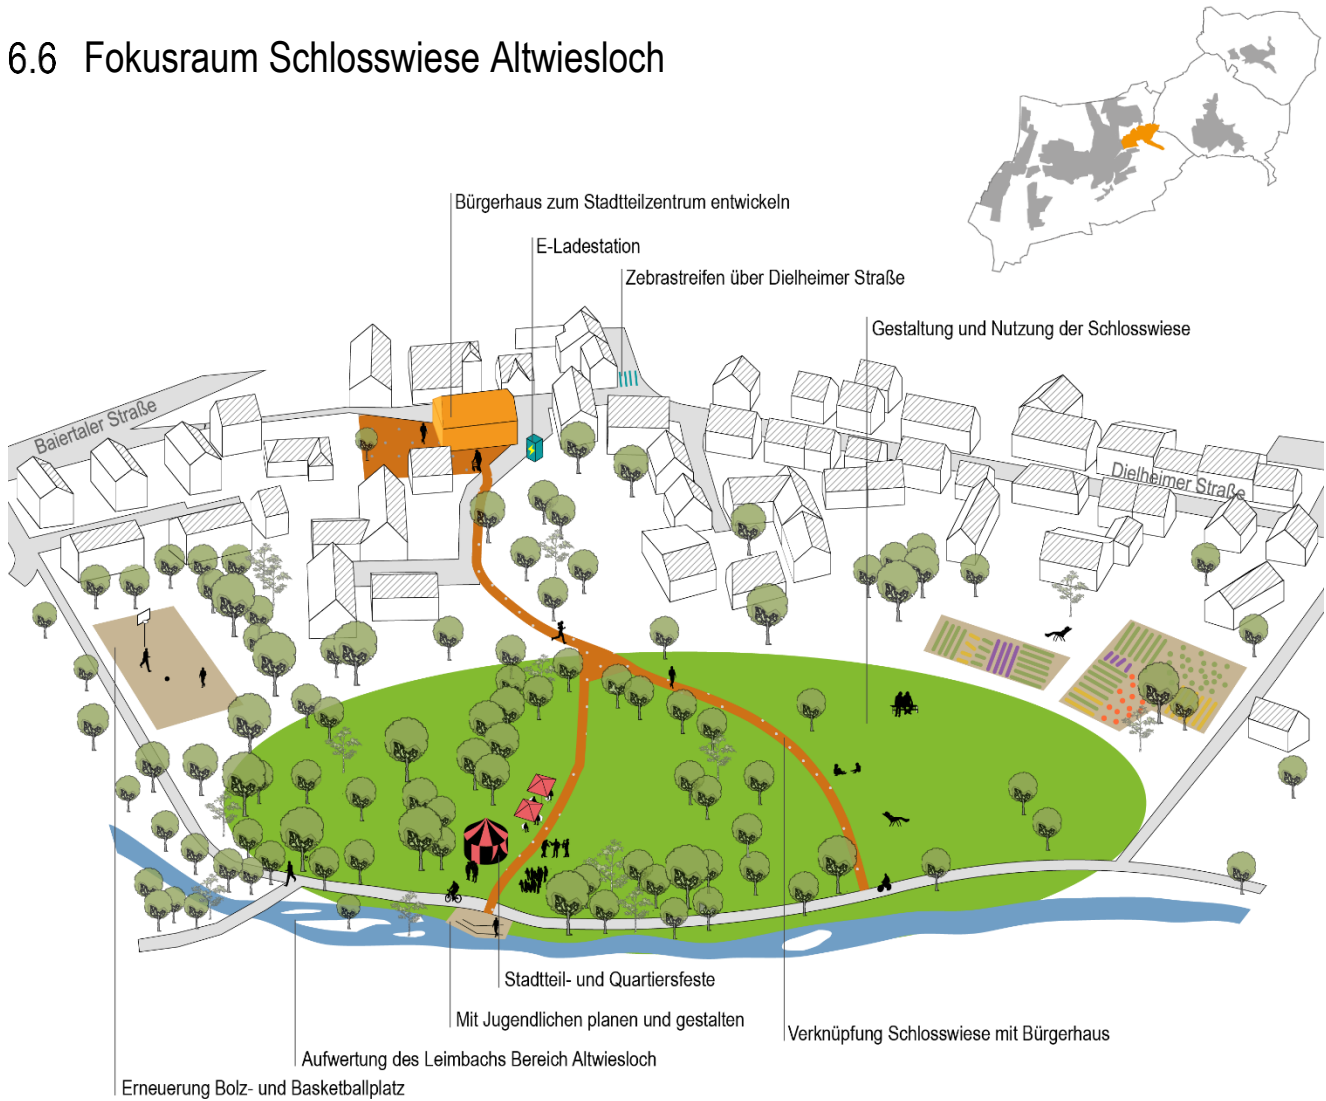 6.6 Fokusraum Schlosswiese Altwiesloch
Bürgerhaus zum Stadtteilzentrum entwickeln
E-Ladestation
Zebrastreifen über Dielheimer Straße
Gestaltung und Nutzung der Schlosswiese
Baiertaler Straße
Dielheimer Straße
Stadtteil- und Quartiersfeste
Mit Jugendlichen planen und gestalten
Verknüpfung Schlosswiese mit Bürgerhaus
Aufwertung des Leimbachs Bereich Altwiesloch
Erneuerung Bolz- und Basketballplatz